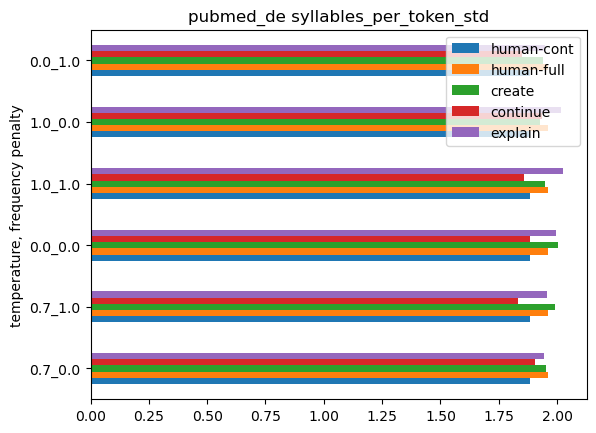 pubmed_de syllables_per_token_std
temperature, frequency penalty
0.0_1.0
1.0_0.0
1.0_1.0
0.0_0.0
0.7_1.0
0.7_0.0
human-cont
human-full
create
continue
explain
0.00 0.25 0.50 0.75 1.00 1.25 1.50 1.75 2.00